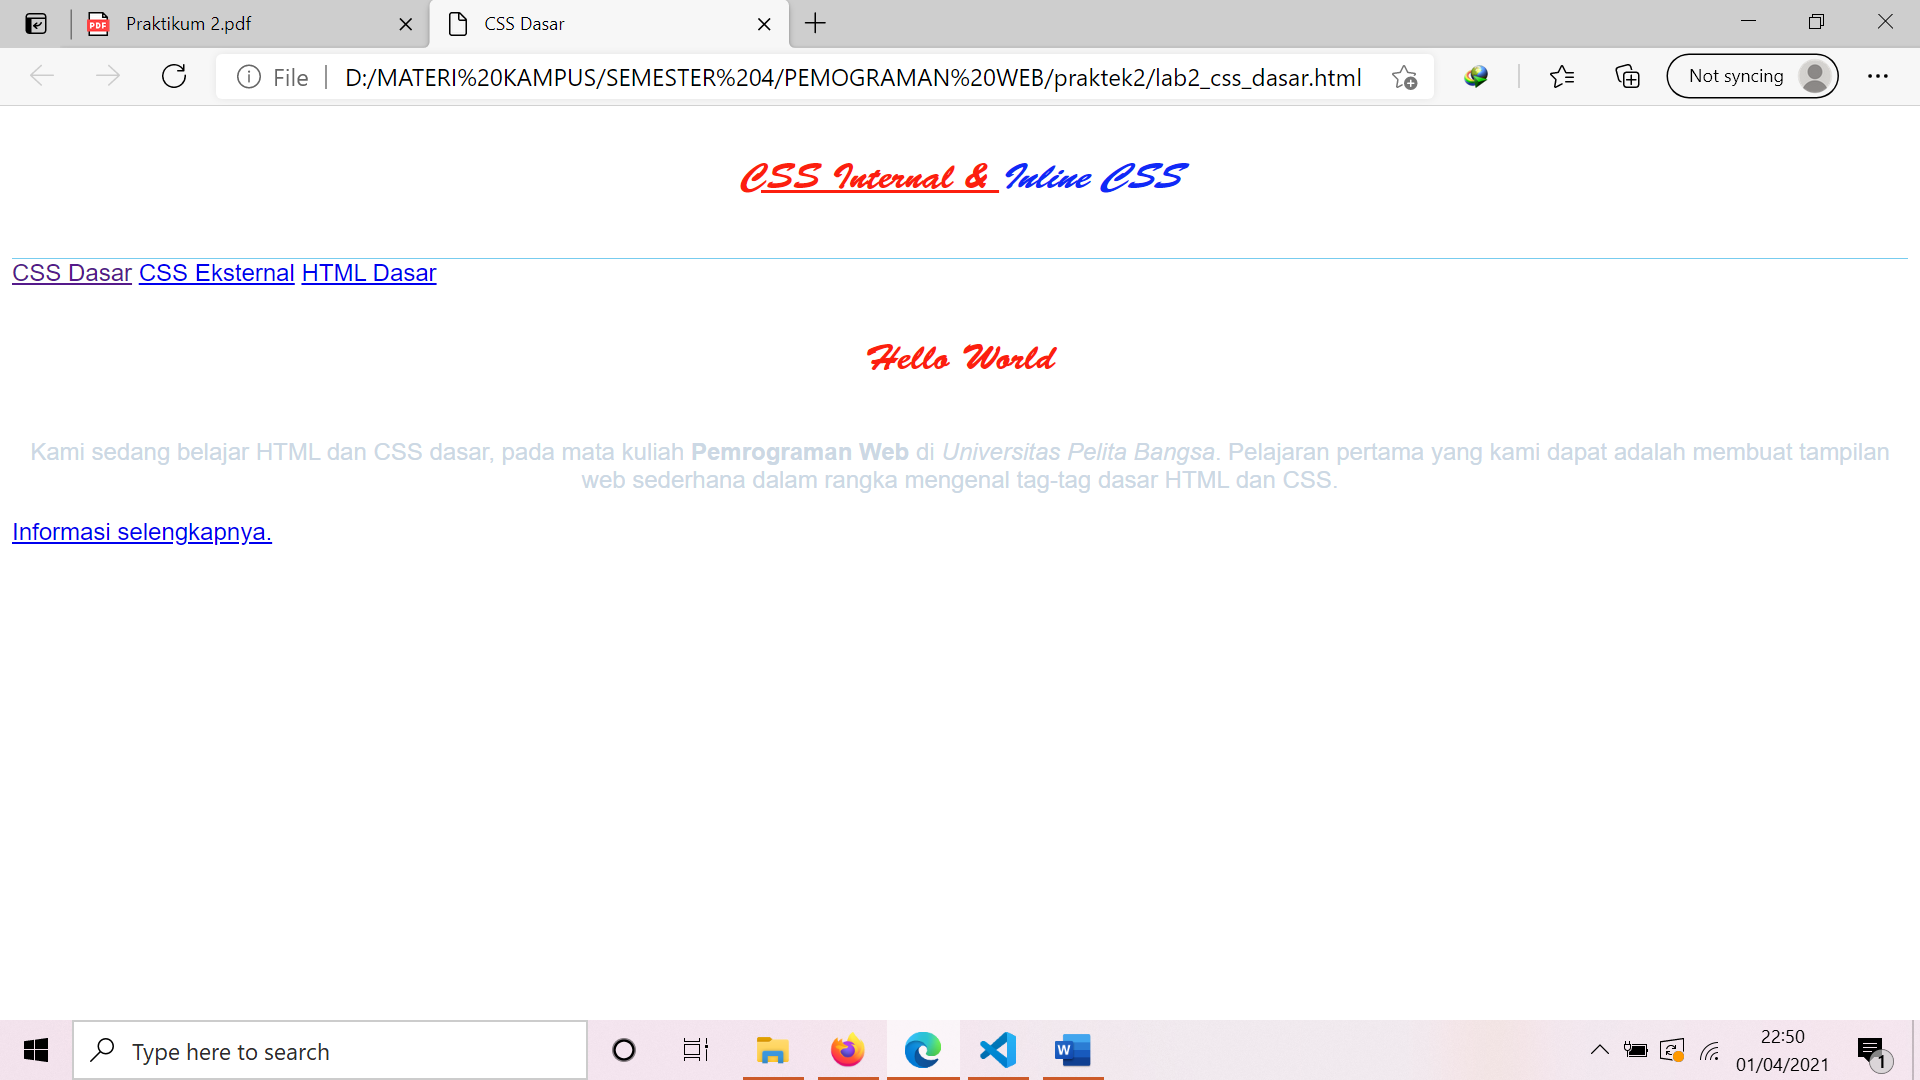 Praktikum 2.pdf
CSS Dasar
File
D:/MATERI%20KAMPUS/SEMESTER%204/PEMOGRAMAN%20WEB/praktek2/lab2_css_dasar.html
Not syncing
CSS Internal & Inline CSS
CSS Dasar CSS Eksternal HTML Dasar
Hello World
Kami sedang belajar HTML dan CSS dasar, pada mata kuliah Pemrograman Web di Universitas Pelita Bangsa. Pelajaran pertama yang kami dapat adalah membuat tampilan
web sederhana dalam rangka mengenal tag-tag dasar HTML dan CSS.
Informasi selengkapnya.
Type here to search
22:50
01/04/2021
1